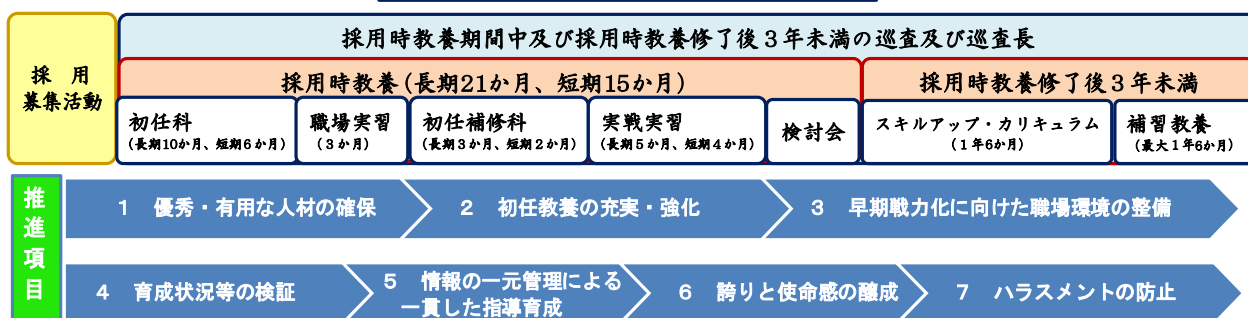 採用時教養期間中及び採用時教養修了後３年未満の巡査及び巡査長
採　用
募集活動
採用時教養(長期21か月、短期15か月)
採用時教養修了後３年未満
初任科
(長期10か月、短期６か月)
職場実習
(３か月)
初任補修科
(長期３か月、短期２か月)
実戦実習
(長期５か月、短期４か月)
検討会
スキルアップ・カリキュラム
(１年6か月)
補習教養
(最大１年6か月)
推進項目
１　優秀・有用な人材の確保
２　初任教養の充実・強化
３　早期戦力化に向けた職場環境の整備
４　育成状況等の検証
５　情報の一元管理による
一貫した指導育成
６　誇りと使命感の醸成
７　ハラスメントの防止